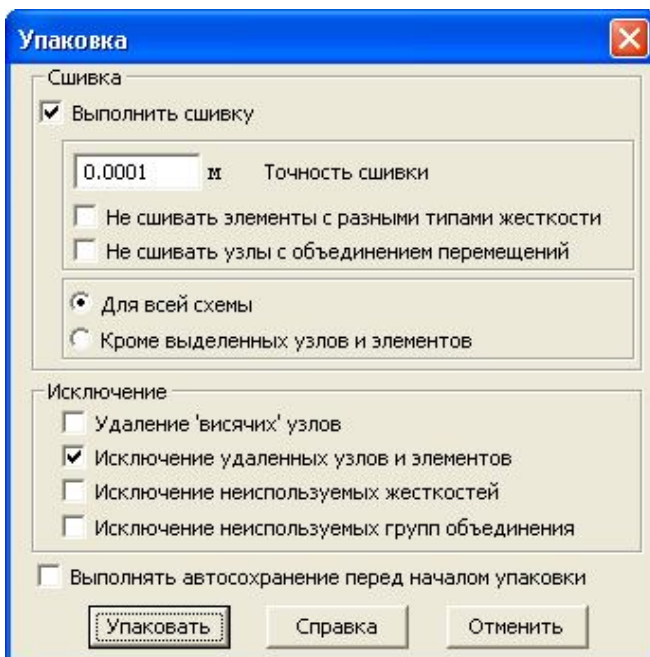 Упаковка
Сшивка
Выполнить сшивку
0.0001 м Точность сшивки
Не сшивать элементы с разными типами жесткости
Не сшивать узлы с объединением перемещений
Для всей схемы
Кроме выделенных узлов и элементов
Исключение
Удаление 'висячих' узлов
Исключение удаленных узлов и элементов
Исключение неиспользуемых жесткостей
Исключение неиспользуемых групп объединения
Выполнять автосохранение перед началом упаковки
Упаковать Справка Отменить